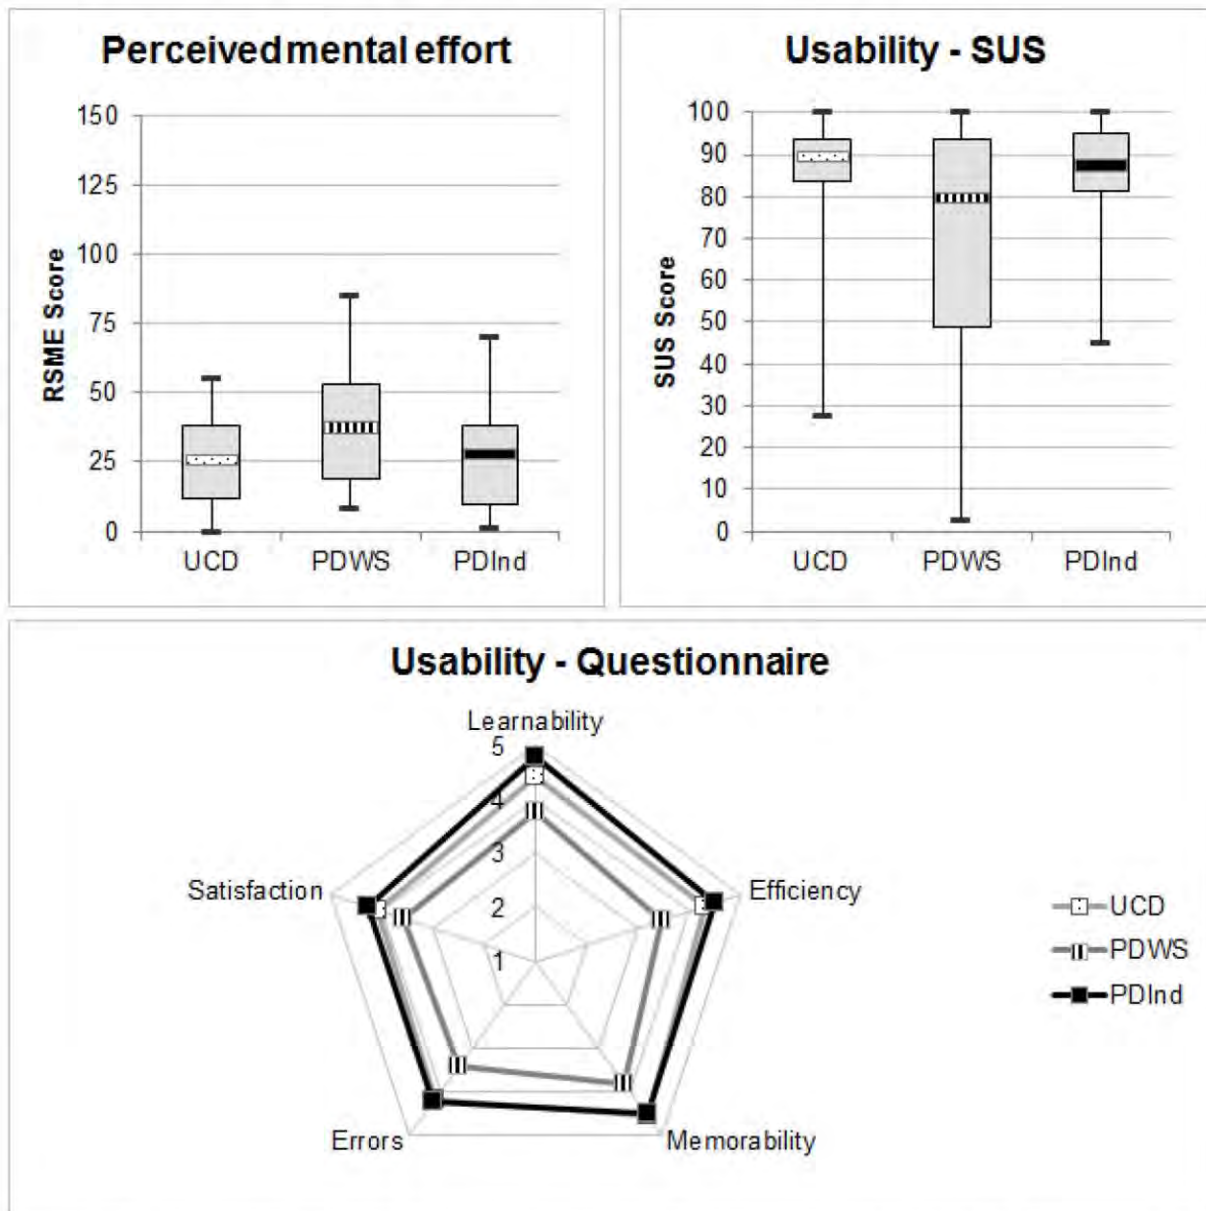 Perceived mental effort
RSME Score
150
125
100
75
50
25
0
UCD PDWS PDInd
Usability - SUS
SUS Score
100
90
80
70
60
50
40
30
20
10
0
UCD PDWS PDInd
Usability - Questionnaire
Learnability
5
4
3
2
1
Satisfaction
Efficiency
Errors
Memorability
UCD
PDWS
PDInd